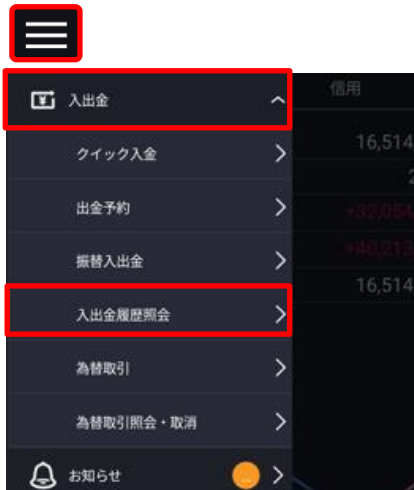 入出金
信用
クイック入金
16,514
2
出金予約
+32,054
振替入出金
+40,213
16,514
入出金履歴照会
為替取引
為替取引照会・取消
お知らせ